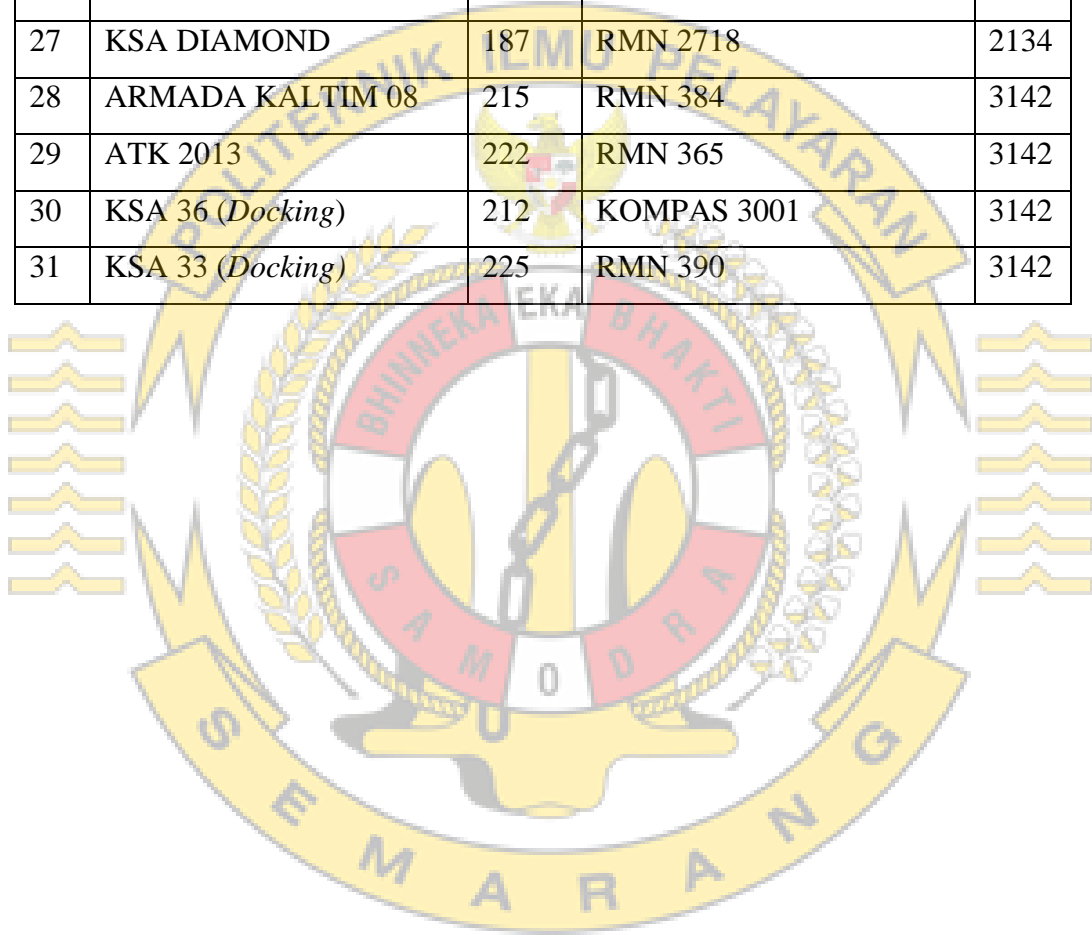 27 KSA DIAMOND 187 RMN 2718 2134
28 ARMADA KALTIM 08 215 RMN 384 3142
29 ATK 2013 222 RMN 365 3142
30 KSA 36 (Docking) 212 KOMPAS 3001 3142
31 KSA 33 (Docking) 225 RMN 390 3142
POLITEKNIK ILMU PELAYARAN
BHINNEKA EKA BHAKTI
SAMODRA
SEMARANG